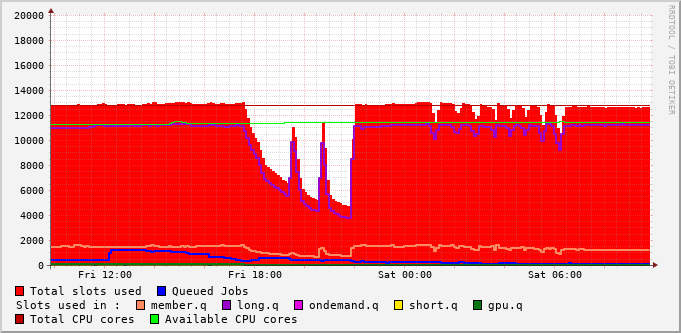 20000
18000
16000
14000
12000
10000
8000
6000
4000
2000
0
Fri 12:00 Fri 18:00 Sat 00:00 Sat 06:00
Total slots used Queued Jobs
Slots used in : member.q long.q ondemand.q short.q gpu.q
Total CPU cores Available CPU cores
RRDTOOL / TOBI OETIKER